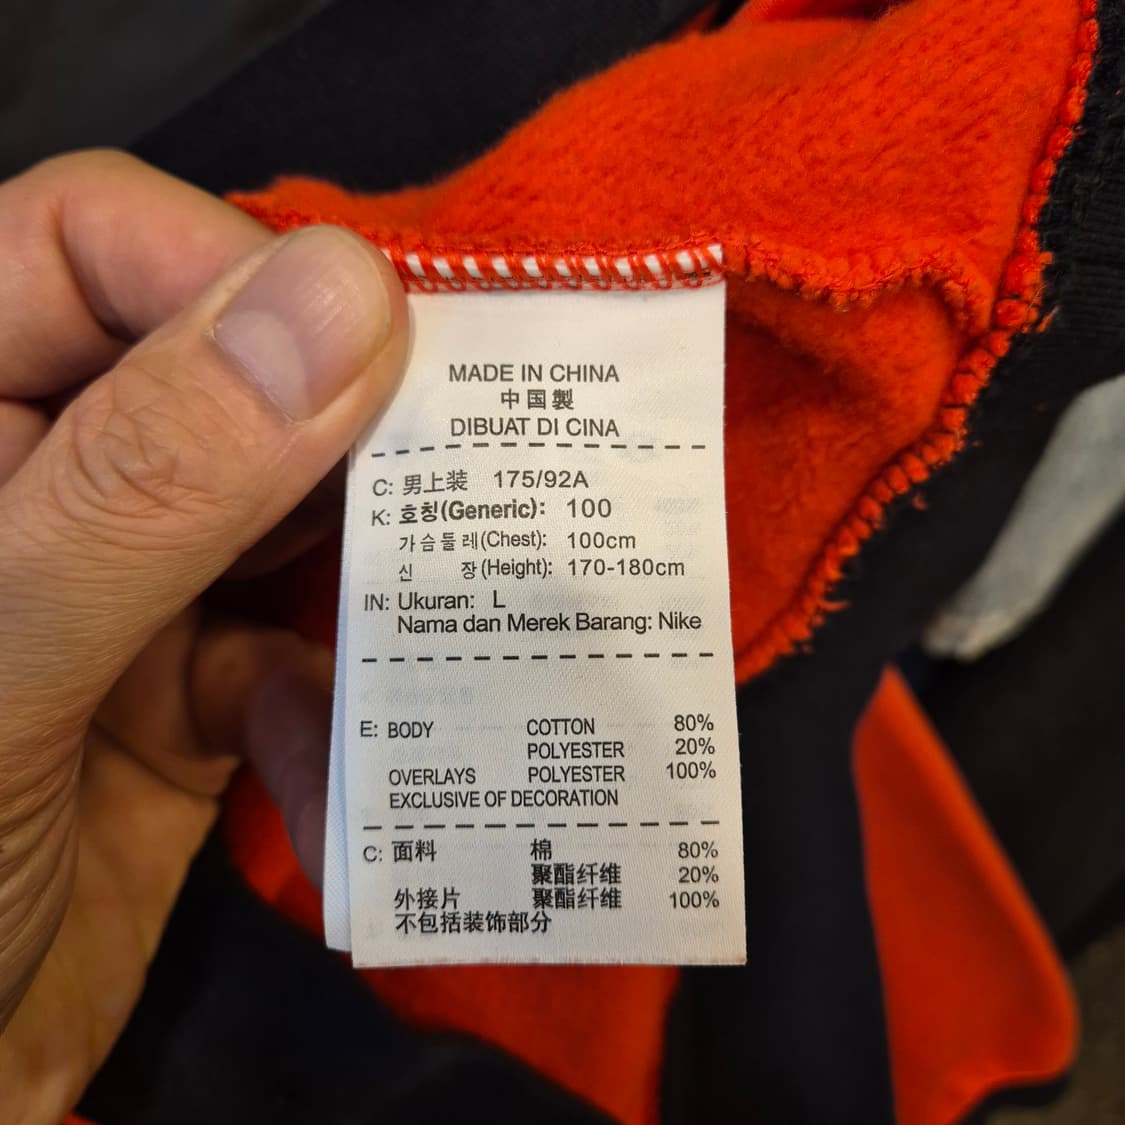 MADE IN CHINA
中国製
DIBUAT DI CINA
C: 男上装 175/92A
K: 호칭(Generic): 100
가슴둘레(Chest): 100cm
신 장(Height): 170-180cm
IN: Ukuran: L
Nama dan Merek Barang: Nike
E: BODY COTTON 80%
POLYESTER 20%
OVERLAYS POLYESTER 100%
EXCLUSIVE OF DECORATION
C: 面料 棉 80%
聚酯纤维 20%
外接片 聚酯纤维 100%
不包括装饰部分